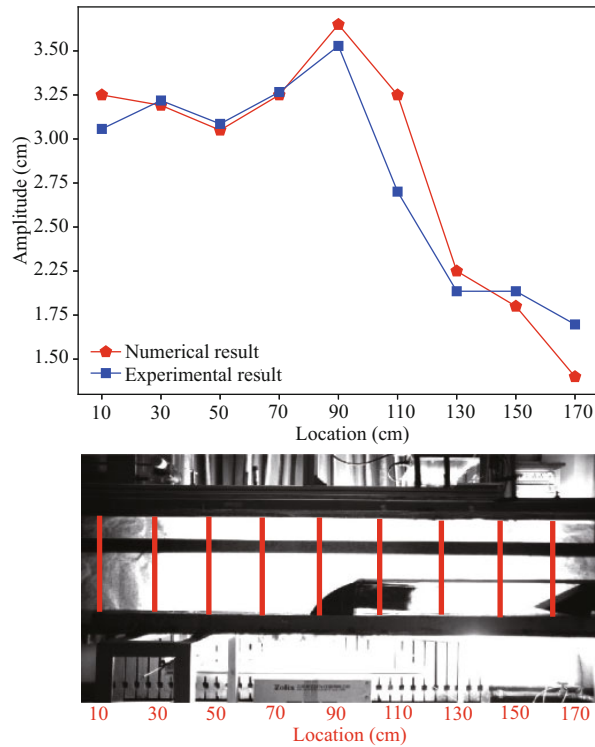 3.50
3.25
3.00
2.75
2.50
2.25
1.75
1.50
Amplitude (cm)
Numerical result
Experimental result
10 30 50 70 90 110 130 150 170
Location (cm)
Zolix
10 30 50 70 90 110 130 150 170
Location (cm)